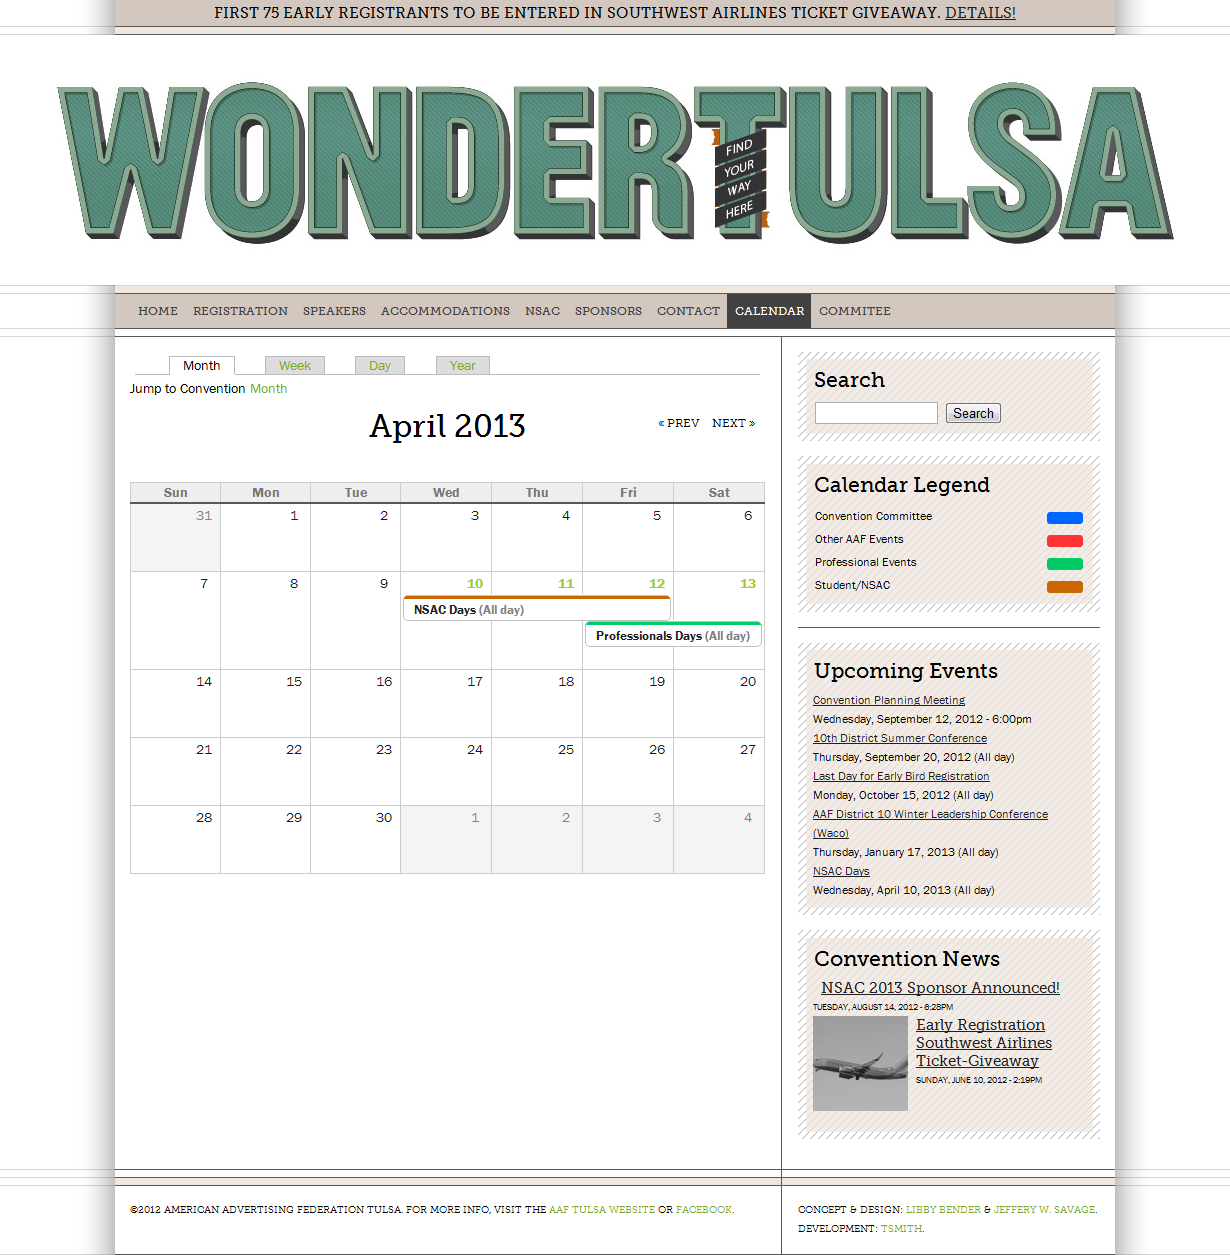 FIRST 75 EARLY REGISTRANTS TO BE ENTERED IN SOUTHWEST AIRLINES TICKET GIVEAWAY. DETAILS!
WONDERTULSA
FIND
YOUR
WAY
HERE
HOME REGISTRATION SPEAKERS ACCOMMODATIONS NSAC SPONSORS CONTACT CALENDAR COMMITEE
Month Week Day Year
Jump to Convention Month
April 2013
« PREV NEXT »
Sun Mon Tue Wed Thu Fri Sat
31 1 2 3 4 5 6
7 8 9 10 11 12 13
NSAC Days (All day)
Professionals Days (All day)
14 15 16 17 18 19 20
21 22 23 24 25 26 27
28 29 30 1 2 3 4
Search
Search
Calendar Legend
Convention Committee
Other AAF Events
Professional Events
Student/NSAC
Upcoming Events
Convention Planning Meeting
Wednesday, September 12, 2012 - 6:00pm
10th District Summer Conference
Thursday, September 20, 2012 (All day)
Last Day for Early Bird Registration
Monday, October 15, 2012 (All day)
AAF District 10 Winter Leadership Conference
(Waco)
Thursday, January 17, 2013 (All day)
NSAC Days
Wednesday, April 10, 2013 (All day)
Convention News
NSAC 2013 Sponsor Announced!
TUESDAY, AUGUST 14, 2012 - 6:28PM
Early Registration
Southwest Airlines
Ticket-Giveaway
SUNDAY, JUNE 10, 2012 - 2:19PM
©2012 AMERICAN ADVERTISING FEDERATION TULSA. FOR MORE INFO, VISIT THE AAF TULSA WEBSITE OR FACEBOOK.
CONCEPT & DESIGN: LIBBY BENDER & JEFFERY W. SAVAGE.
DEVELOPMENT: TSMITH.